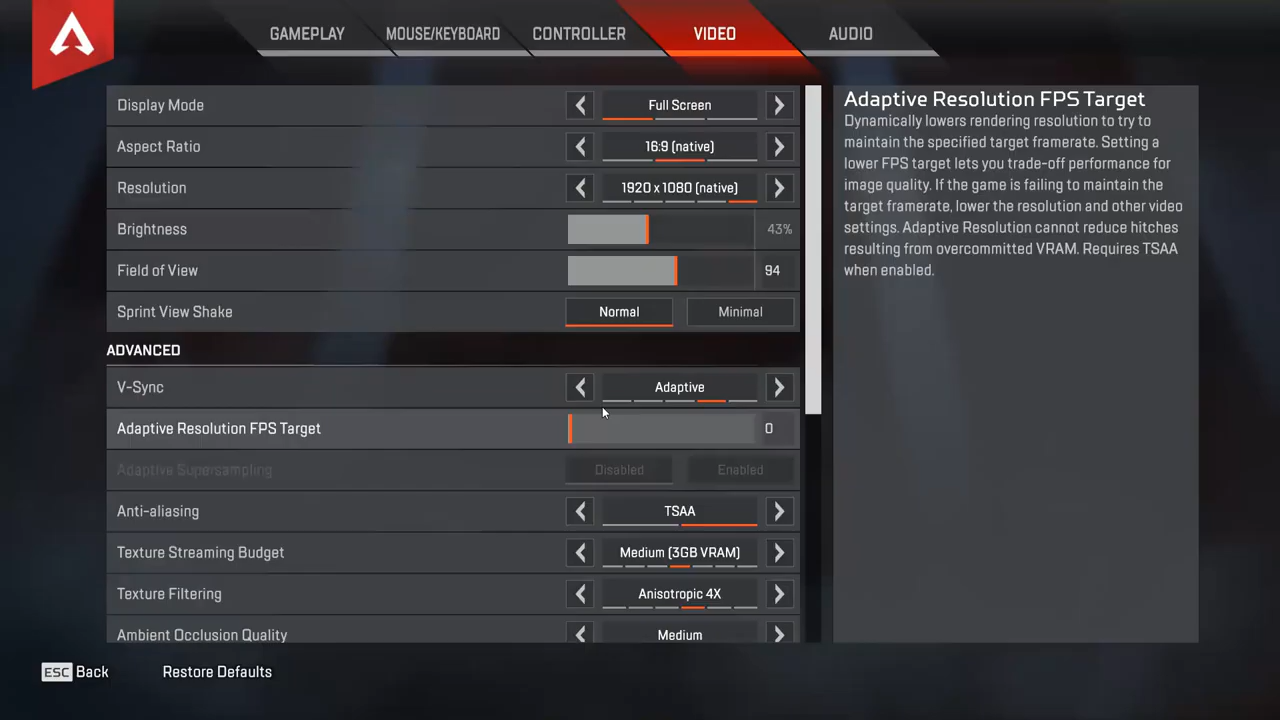 GAMEPLAY MOUSE/KEYBOARD CONTROLLER VIDEO AUDIO
Display Mode Full Screen
Aspect Ratio 16:9 (native)
Resolution 1920 x 1080 (native)
Brightness 43%
Field of View 94
Sprint View Shake Normal Minimal
ADVANCED
V-Sync Adaptive
Adaptive Resolution FPS Target 0
Adaptive Supersampling Disabled Enabled
Anti-aliasing TSAA
Texture Streaming Budget Medium (3GB VRAM)
Texture Filtering Anisotropic 4X
Ambient Occlusion Quality Medium
Adaptive Resolution FPS Target
Dynamically lowers rendering resolution to try to
maintain the specified target framerate. Setting a
lower FPS target lets you trade-off performance for
image quality. If the game is failing to maintain the
target framerate, lower the resolution and other video
settings. Adaptive Resolution cannot reduce hitches
resulting from overcommitted VRAM. Requires TSAA
when enabled.
ESC Back Restore Defaults